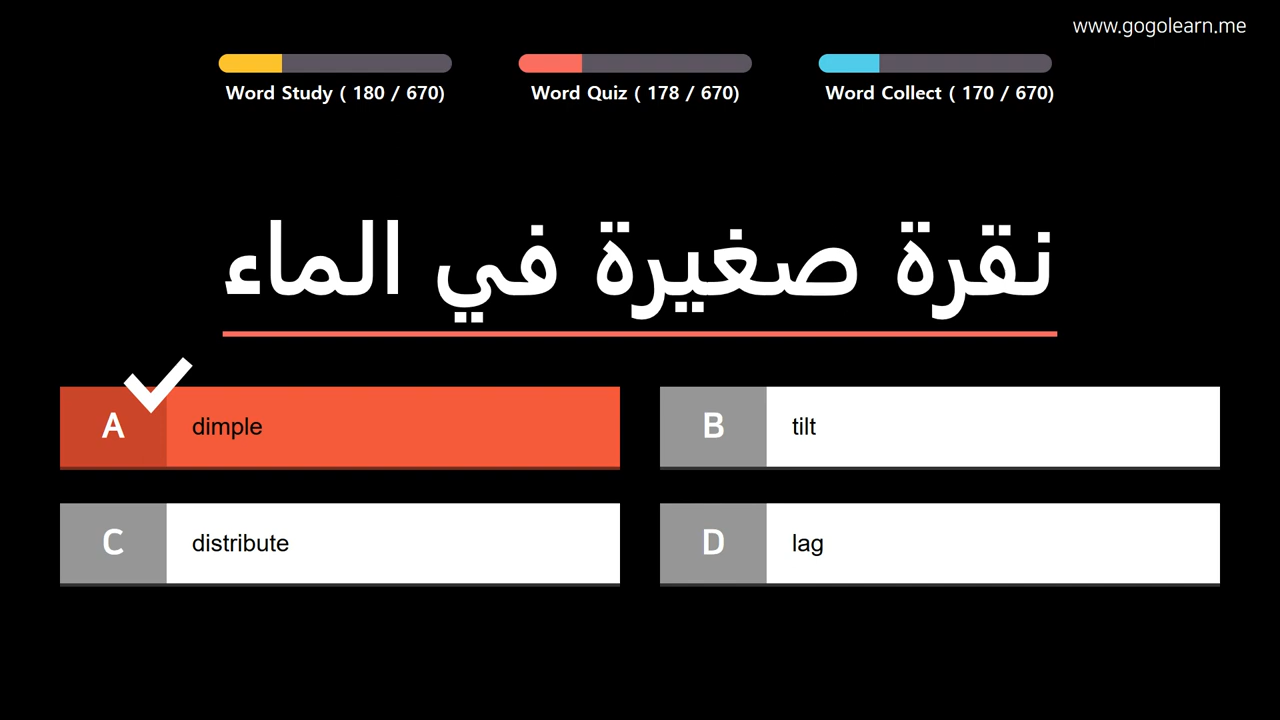 www.gogolearn.me
Word Study ( 180 / 670)
Word Quiz ( 178 / 670)
Word Collect ( 170 / 670)
نقرة صغيرة في الماء
A dimple
B tilt
C distribute
D lag